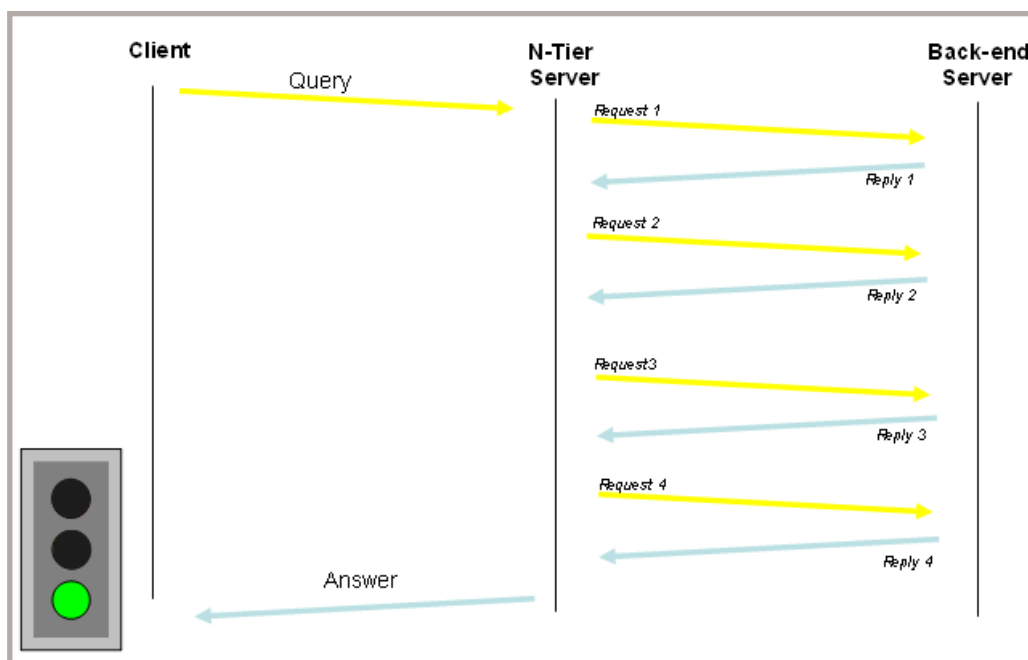 Client
N-Tier
Server
Back-end
Server
Query
Request 1
Reply 1
Request 2
Reply 2
Request3
Reply 3
Request 4
Reply 4
Answer